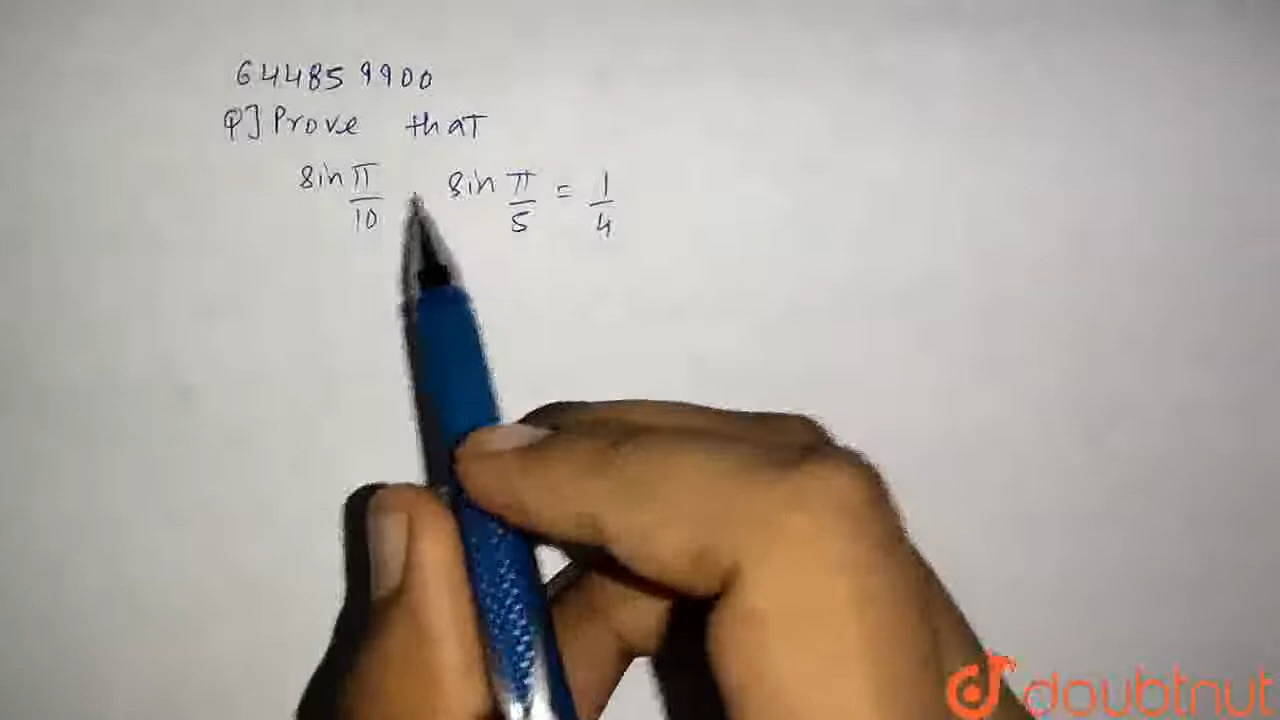 644859900
Q] Prove that
sin π/10 sin π/5 = 1/4
doubtnut